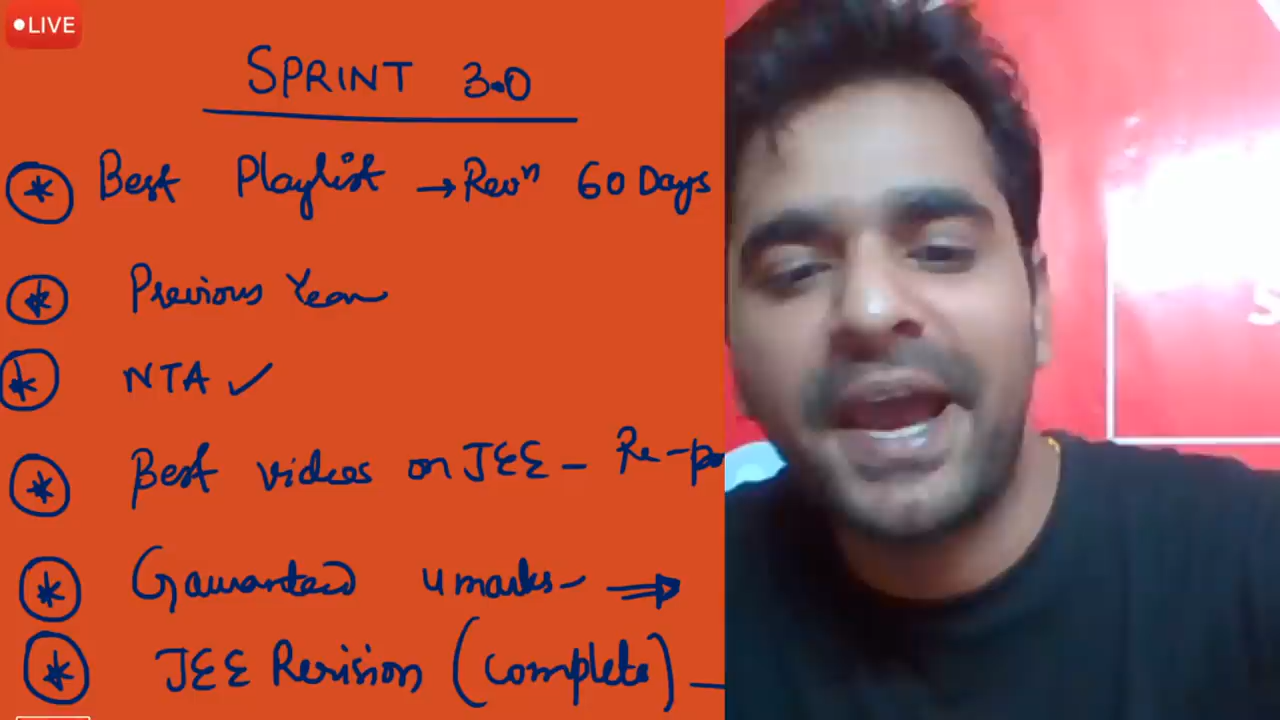 ●LIVE
SPRINT 3.0
* Best Playlist → Revⁿ 60 Days
* Previous Year
* NTA ✓
* Best videos on JEE - Re-
* Gauranteed 4 marks - ⇒
* JEE Revision (Complete) -